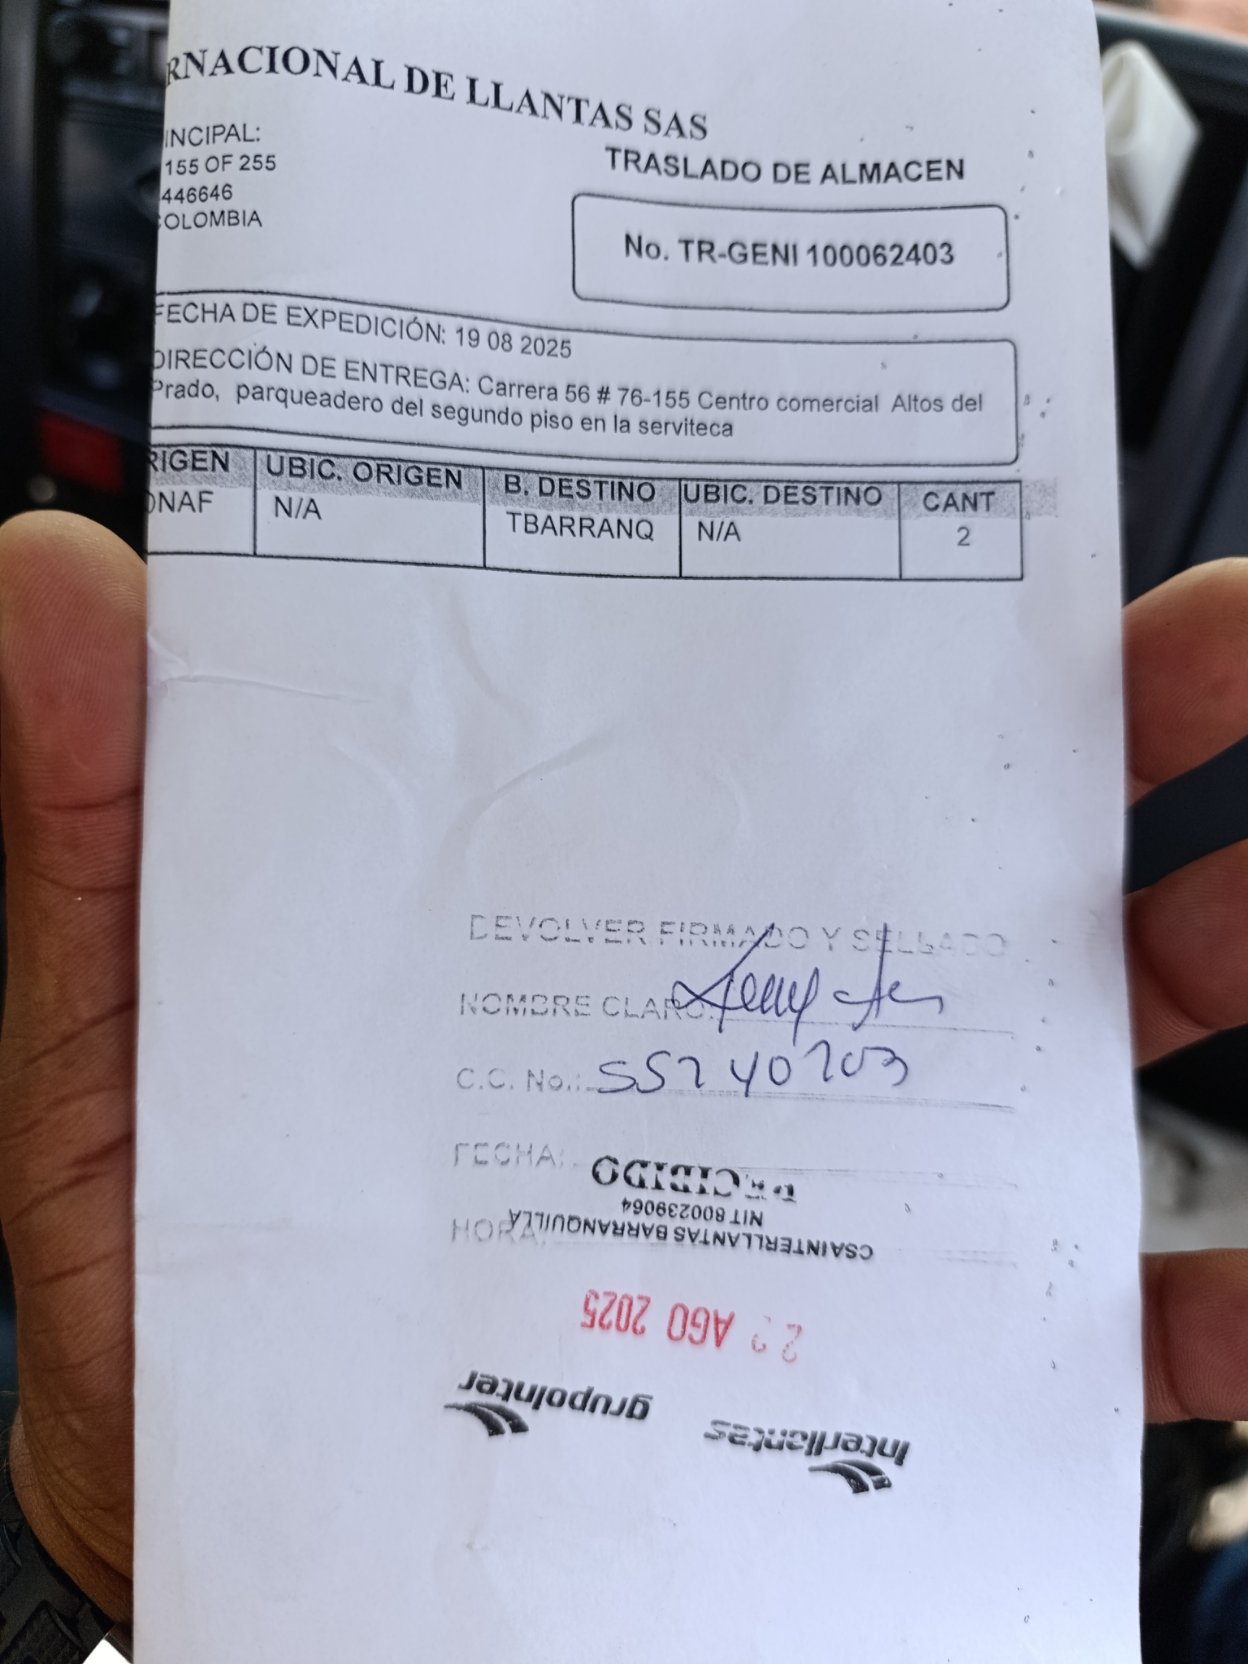 RNACIONAL DE LLANTAS SAS
INCIPAL:
155 OF 255
446646
OLOMBIA
TRASLADO DE ALMACEN
No. TR-GENI 100062403
FECHA DE EXPEDICIÓN: 19 08 2025
DIRECCIÓN DE ENTREGA: Carrera 56 # 76-155 Centro comercial Altos del
Prado, parqueadero del segundo piso en la serviteca
RIGEN UBIC. ORIGEN B. DESTINO UBIC. DESTINO CANT
ONAF N/A TBARRANQ N/A 2
DEVOLVER FIRMADO Y SELLADO
NOMBRE CLARO:
C.C. No.: 55240203
FECHA:
HORA:
Interllantas grupoInter
AGO 2025
CSAINTERLLANTAS BARRANQUILLA
NIT 800239064
RECIBIDO